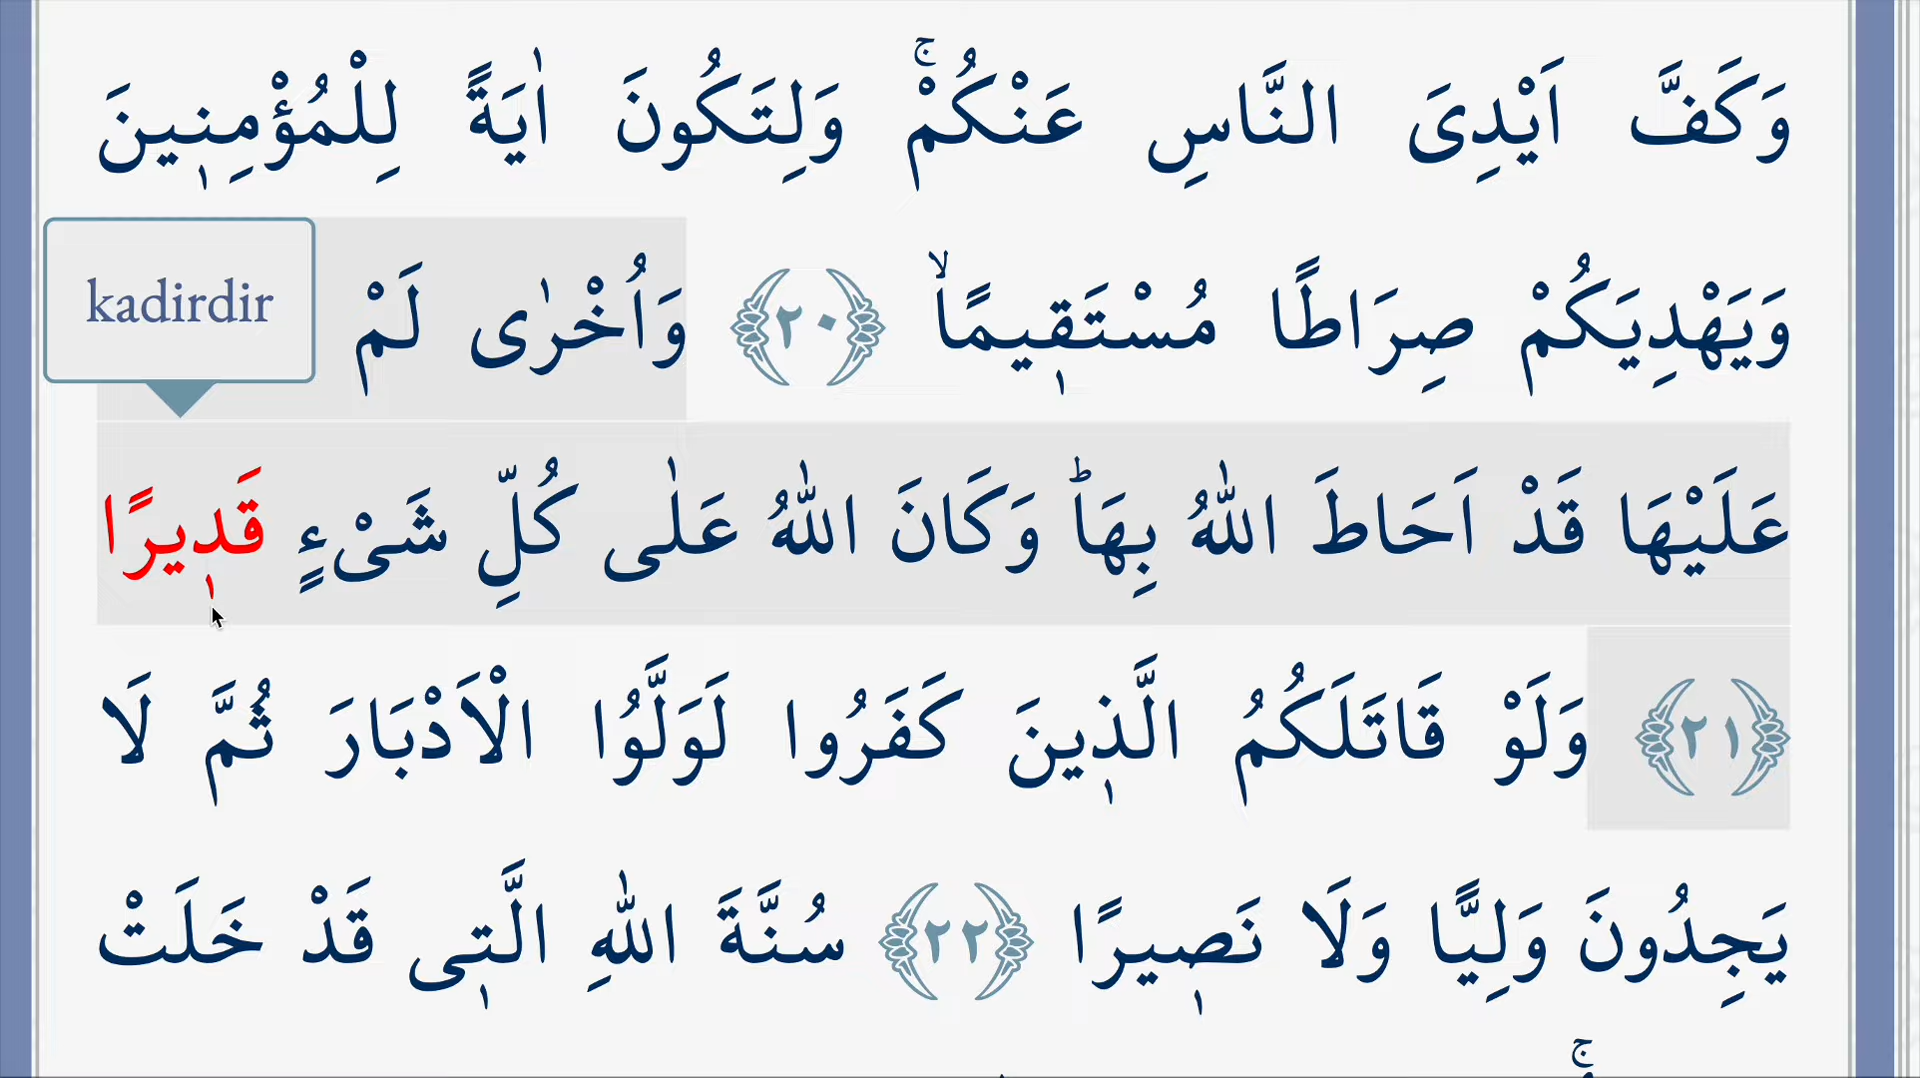 وَكَفَّ اَيْدِىَ النَّاسِ عَنْكُمْۚ وَلِتَكُونَ اٰيَةً لِلْمُؤْمِن۪ينَ
وَيَهْدِيَكُمْ صِرَاطًا مُسْتَق۪يمًاۙ ﴿٢٠﴾ وَاُخْرٰى لَمْ
kadirdir
عَلَيْهَا قَدْ اَحَاطَ اللّٰهُ بِهَاۜ وَكَانَ اللّٰهُ عَلٰى كُلِّ شَىْءٍ قَد۪يرًا
﴿٢١﴾ وَلَوْ قَاتَلَكُمُ الَّذ۪ينَ كَفَرُوا لَوَلَّوُا الْاَدْبَارَ ثُمَّ لَا
يَجِدُونَ وَلِيًّا وَلَا نَص۪يرًا ﴿٢٢﴾ سُنَّةَ اللّٰهِ الَّت۪ى قَدْ خَلَتْ